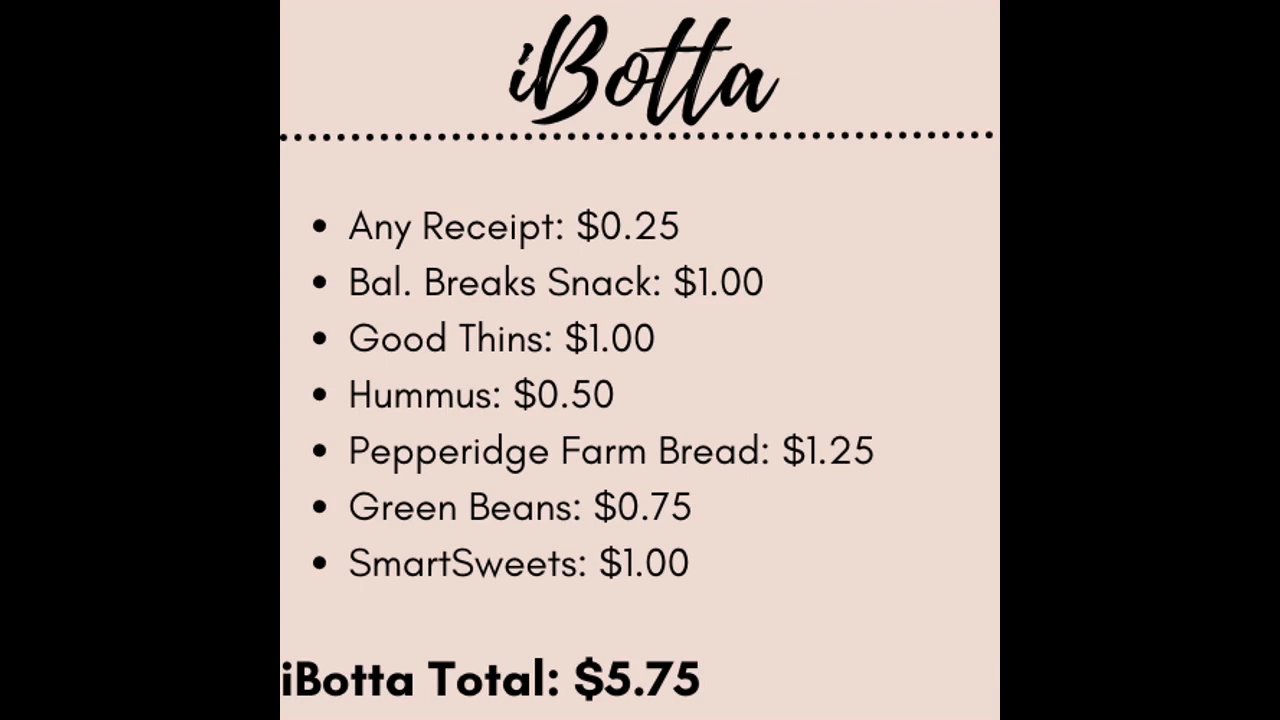 iBotta
• Any Receipt: $0.25
• Bal. Breaks Snack: $1.00
• Good Thins: $1.00
• Hummus: $0.50
• Pepperidge Farm Bread: $1.25
• Green Beans: $0.75
• SmartSweets: $1.00
iBotta Total: $5.75